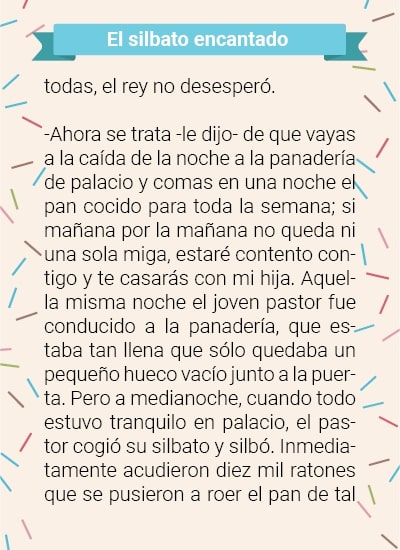 El silbato encantado
todas, el rey no desesperó.
-Ahora se trata -le dijo- de que vayas
a la caída de la noche a la panadería
de palacio y comas en una noche el
pan cocido para toda la semana; si
mañana por la mañana no queda ni
una sola miga, estaré contento con-
tigo y te casarás con mi hija. Aquel-
la misma noche el joven pastor fue
conducido a la panadería, que es-
taba tan llena que sólo quedaba un
pequeño hueco vacío junto a la puer-
ta. Pero a medianoche, cuando todo
estuvo tranquilo en palacio, el pas-
tor cogió su silbato y silbó. Inmedia-
tamente acudieron diez mil ratones
que se pusieron a roer el pan de tal